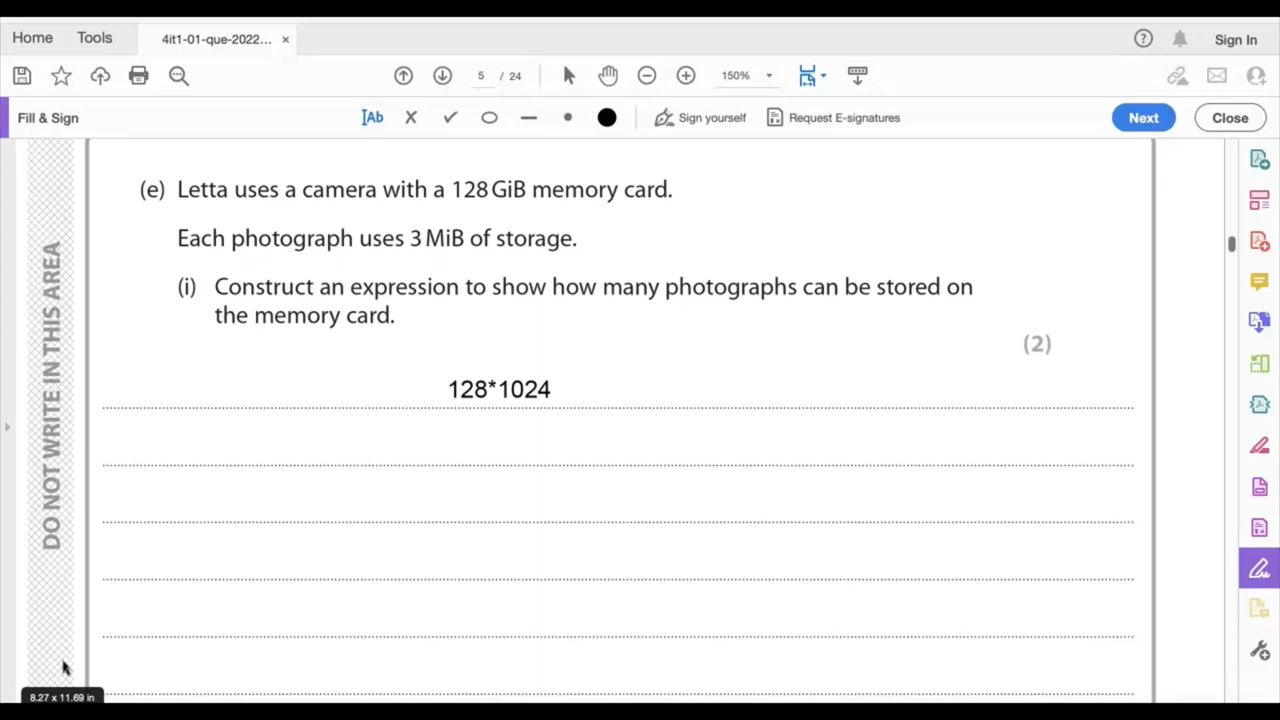 Home Tools 4it1-01-que-2022... × Sign In
5 / 24 150%
Fill & Sign Ab Sign yourself Request E-signatures Next Close
(e) Letta uses a camera with a 128 GiB memory card.
Each photograph uses 3 MiB of storage.
(i) Construct an expression to show how many photographs can be stored on
the memory card.
(2)
128*1024
DO NOT WRITE IN THIS AREA
8.27 x 11.69 in